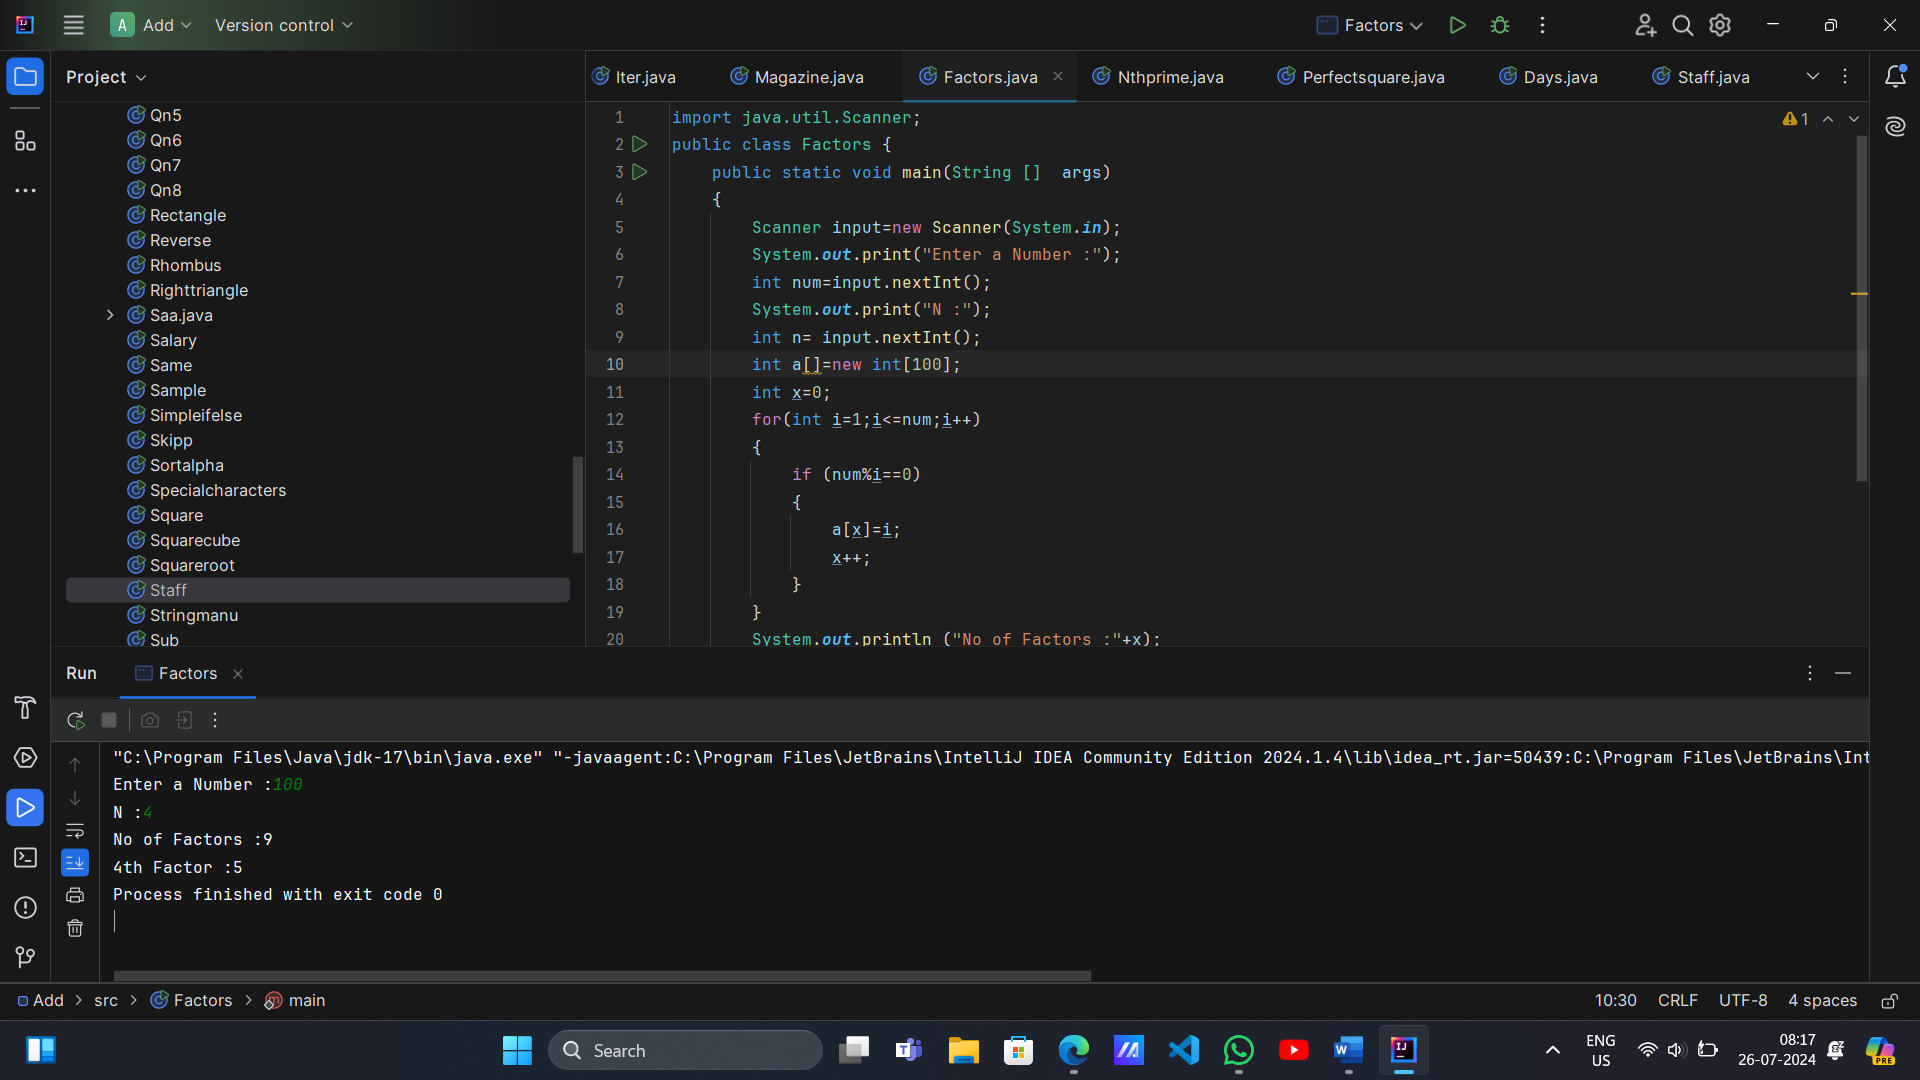 A Add Version control Factors
Project
Iter.java Magazine.java Factors.java Nthprime.java Perfectsquare.java Days.java Staff.java
Qn5
Qn6
Qn7
Qn8
Rectangle
Reverse
Rhombus
Righttriangle
Saa.java
Salary
Same
Sample
Simpleifelse
Skipp
Sortalpha
Specialcharacters
Square
Squarecube
Squareroot
Staff
Stringmanu
Sub
1 import java.util.Scanner;
2 public class Factors {
3 public static void main(String [] args)
4 {
5 Scanner input=new Scanner(System.in);
6 System.out.print("Enter a Number :");
7 int num=input.nextInt();
8 System.out.print("N :");
9 int n= input.nextInt();
10 int a[]=new int[100];
11 int x=0;
12 for(int i=1;i<=num;i++)
13 {
14 if (num%i==0)
15 {
16 a[x]=i;
17 x++;
18 }
19 }
20 System.out.println ("No of Factors :"+x);
1
Run Factors
"C:\Program Files\Java\jdk-17\bin\java.exe" "-javaagent:C:\Program Files\JetBrains\IntelliJ IDEA Community Edition 2024.1.4\lib\idea_rt.jar=50439:C:\Program Files\JetBrains\Int
Enter a Number :100
N :4
No of Factors :9
4th Factor :5
Process finished with exit code 0
Add src Factors main 10:30 CRLF UTF-8 4 spaces
Search ENG 08:17
US 26-07-2024 PRE